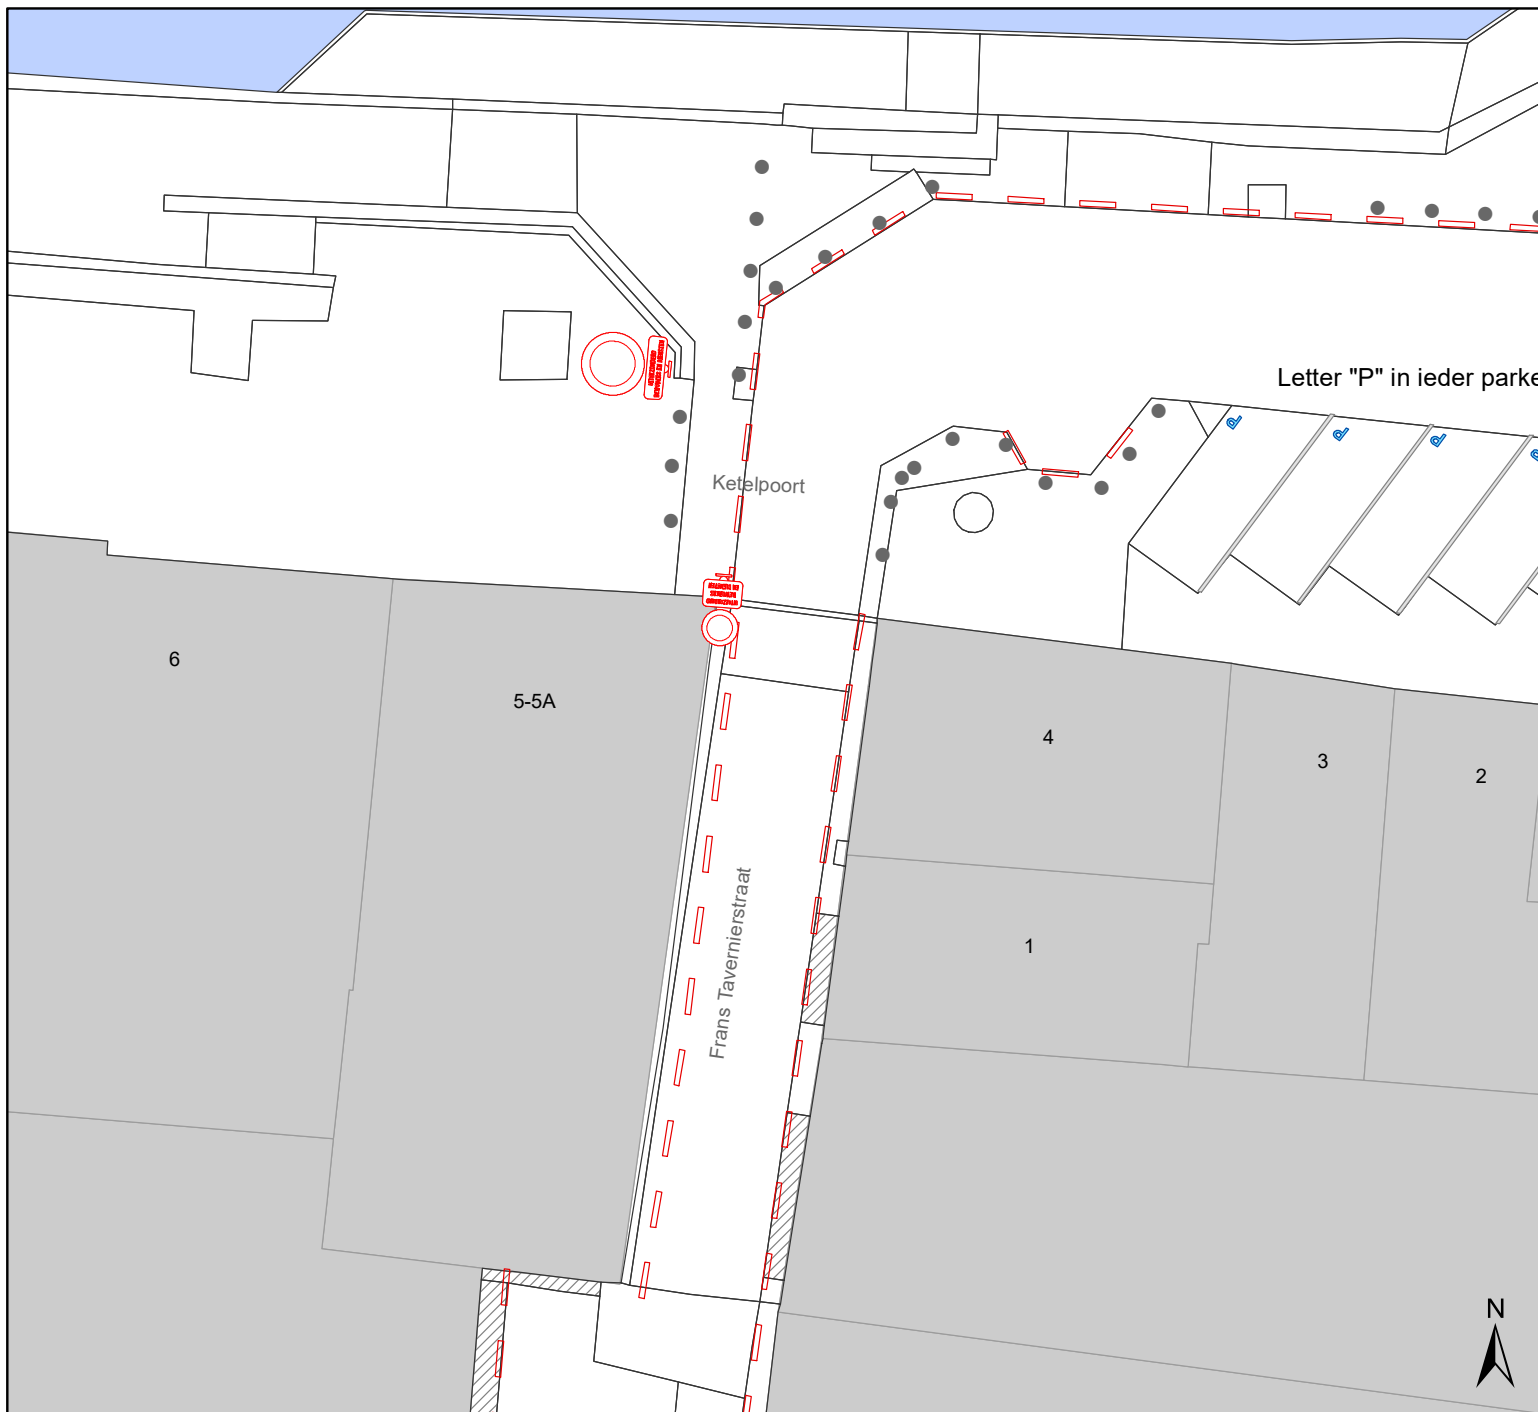 Letter "P" in ieder parke
P
P
P
P
Ketelpoort
6
5-5A
4
3
2
1
Frans Tavernierstraat
N